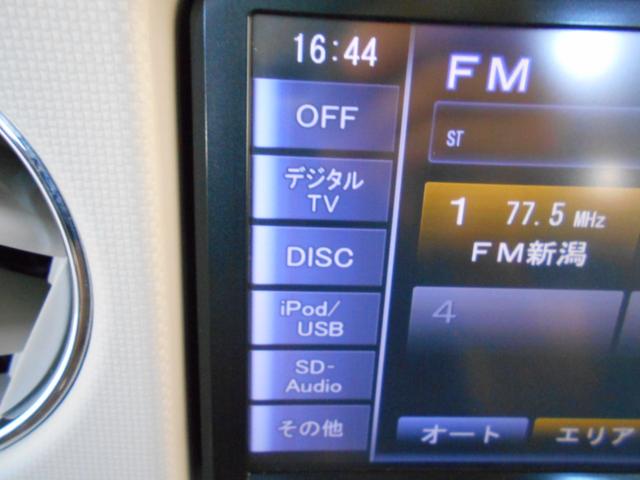 16:44
FM
OFF
ST
デジタル
TV
1 77.5 MHz
FM新潟
DISC
iPod/
USB
4
SD-
Audio
その他
オート
エリア